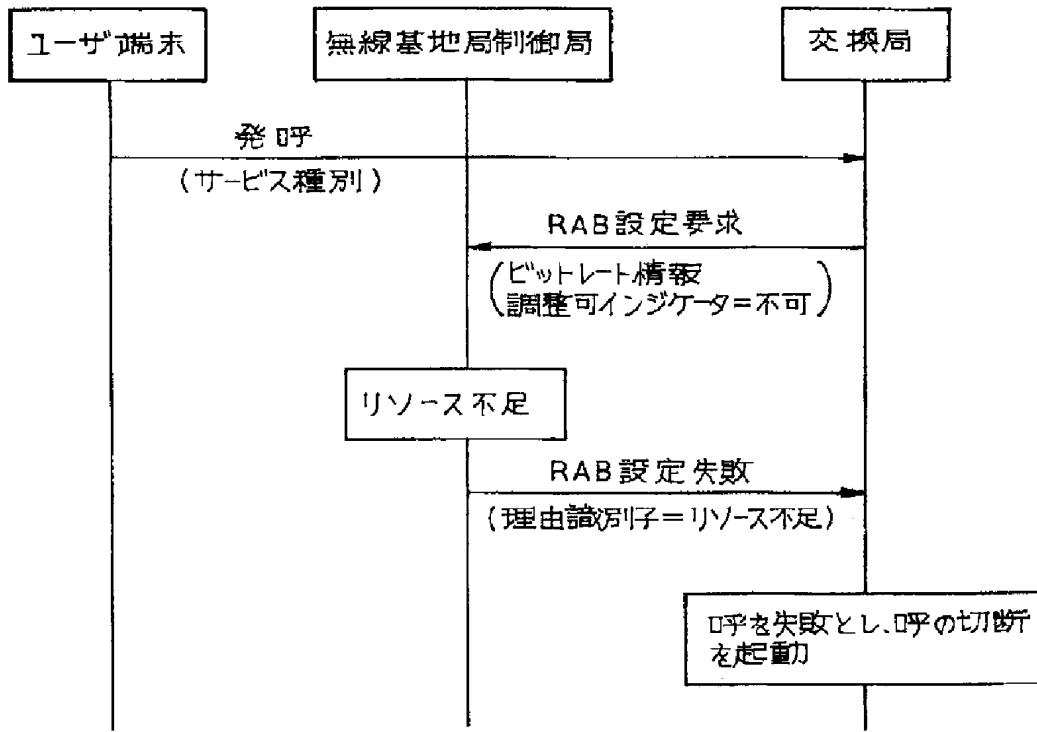 ユーザ端末
無線基地局制御局
交換局
発呼
(サービス種別)
RAB設定要求
(ビットレート情報
調整可インジケータ=不可)
リソース不足
RAB設定失敗
(理由識別子=リソース不足)
呼を失敗とし、呼の切断
を起動